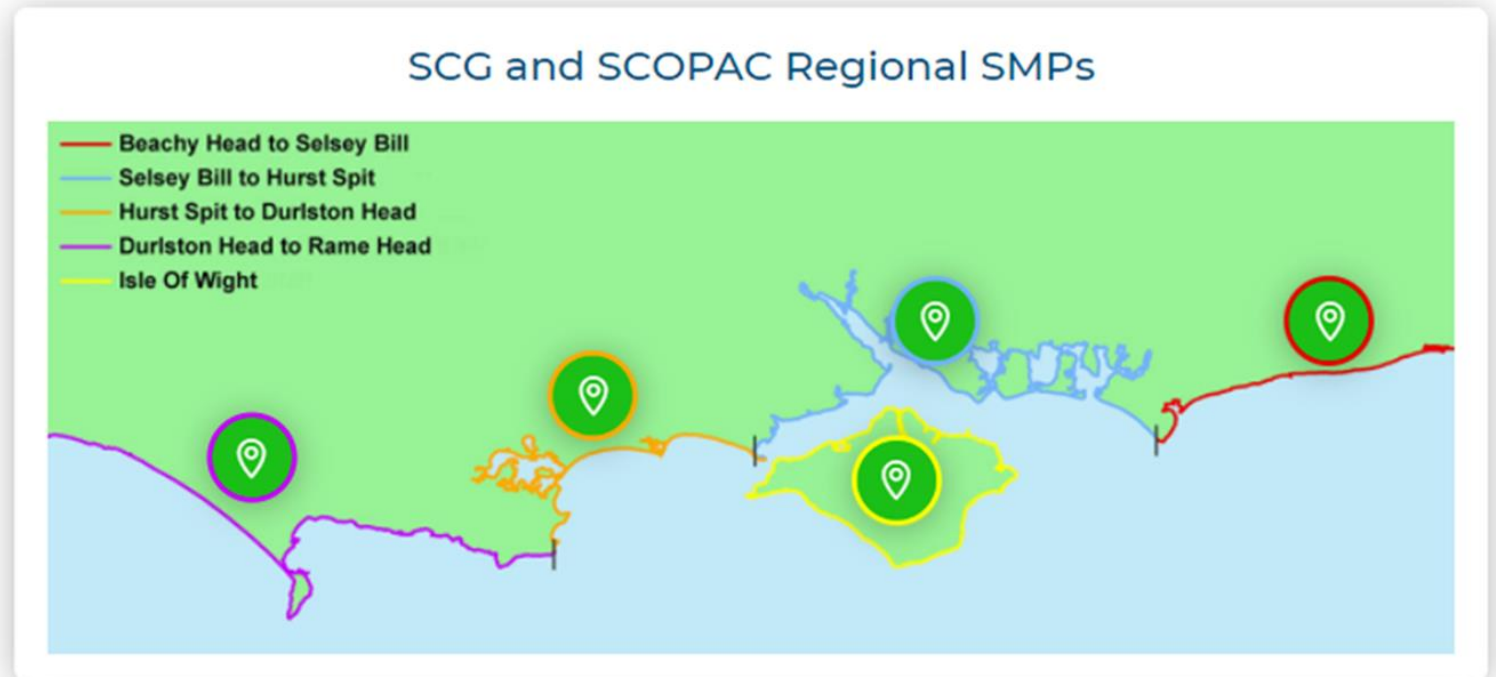 SCG and SCOPAC Regional SMPs
Beachy Head to Selsey Bill
Selsey Bill to Hurst Spit
Hurst Spit to Durlston Head
Durlston Head to Rame Head
Isle Of Wight